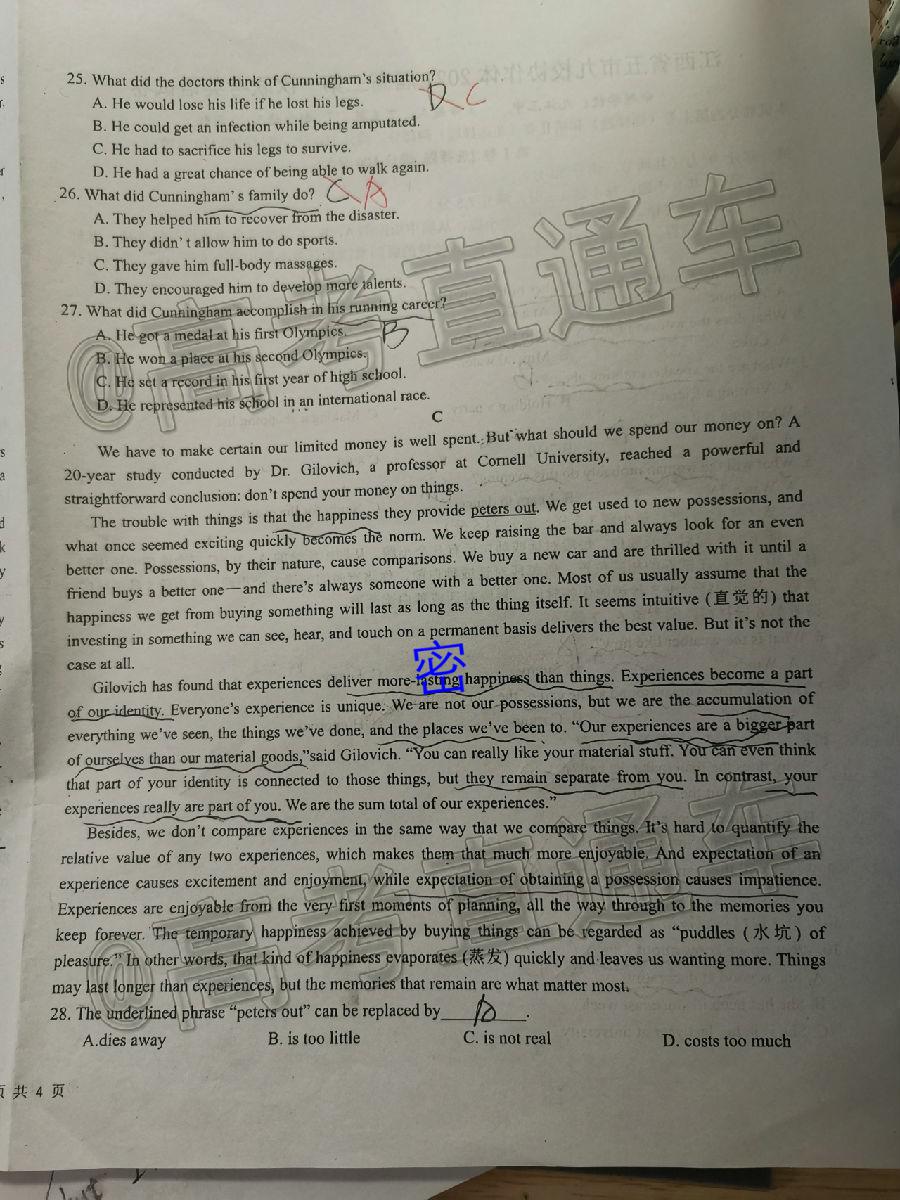 25. What did the doctors think of Cunningham's situation?
D C
A. He would lose his life if he lost his legs.
B. He could get an infection while being amputated.
C. He had to sacrifice his legs to survive.
D. He had a great chance of being able to walk again.
26. What did Cunningham's family do? C A
A. They helped him to recover from the disaster.
B. They didn't allow him to do sports.
C. They gave him full-body massages.
D. They encouraged him to develop more talents.
27. What did Cunningham accomplish in his running career?
A. He got a medal at his first Olympics. B
B. He won a place at his second Olympics.
C. He set a record in his first year of high school.
D. He represented his school in an international race.
C
We have to make certain our limited money is well spent. But what should we spend our money on? A
20-year study conducted by Dr. Gilovich, a professor at Cornell University, reached a powerful and
straightforward conclusion: don't spend your money on things.
The trouble with things is that the happiness they provide peters out. We get used to new possessions, and
what once seemed exciting quickly becomes the norm. We keep raising the bar and always look for an even
better one. Possessions, by their nature, cause comparisons. We buy a new car and are thrilled with it until a
friend buys a better one—and there's always someone with a better one. Most of us usually assume that the
happiness we get from buying something will last as long as the thing itself. It seems intuitive (直觉的) that
investing in something we can see, hear, and touch on a permanent basis delivers the best value. But it's not the
case at all.
密
Gilovich has found that experiences deliver more-lasting happiness than things. Experiences become a part
of our identity. Everyone's experience is unique. We are not our possessions, but we are the accumulation of
everything we've seen, the things we've done, and the places we've been to. "Our experiences are a bigger part
of ourselves than our material goods,"said Gilovich. "You can really like your material stuff. You can even think
that part of your identity is connected to those things, but they remain separate from you. In contrast, your
experiences really are part of you. We are the sum total of our experiences."
Besides, we don't compare experiences in the same way that we compare things. It's hard to quantify the
relative value of any two experiences, which makes them that much more enjoyable. And expectation of an
experience causes excitement and enjoyment, while expectation of obtaining a possession causes impatience.
Experiences are enjoyable from the very first moments of planning, all the way through to the memories you
keep forever. The temporary happiness achieved by buying things can be regarded as "puddles (水坑) of
pleasure." In other words, that kind of happiness evaporates (蒸发) quickly and leaves us wanting more. Things
may last longer than experiences, but the memories that remain are what matter most.
28. The underlined phrase "peters out" can be replaced by______.
A.dies away B. is too little C. is not real D. costs too much
页 共 4 页
@高考直通车
@高考直通车